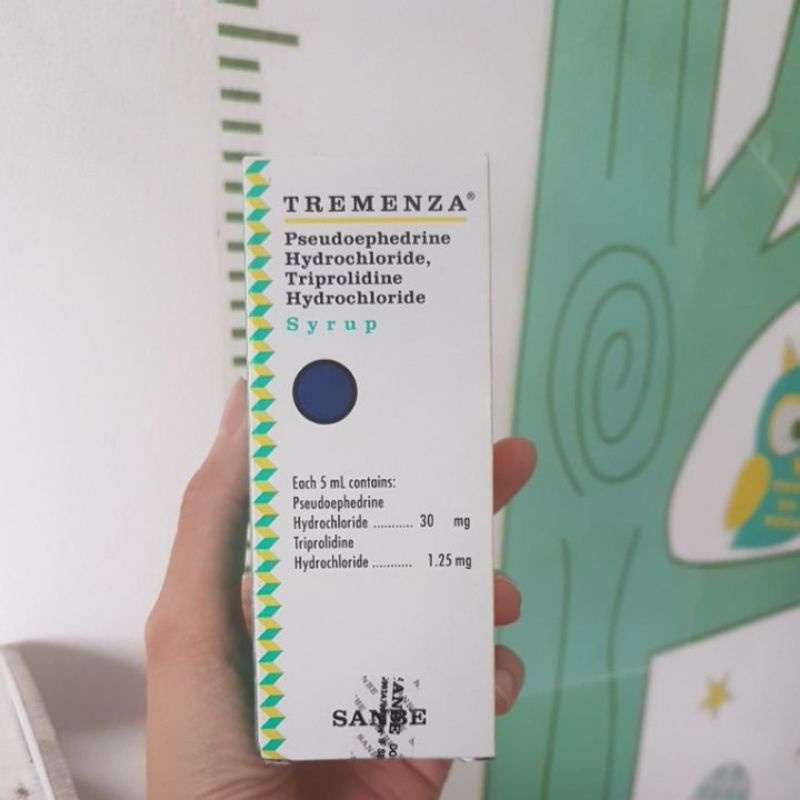 TREMENZA®
Pseudoephedrine
Hydrochloride,
Triprolidine
Hydrochloride
Syrup
Each 5 mL contains:
Pseudoephedrine
Hydrochloride ........... 30 mg
Triprolidine
Hydrochloride ........... 1.25 mg
SANBE